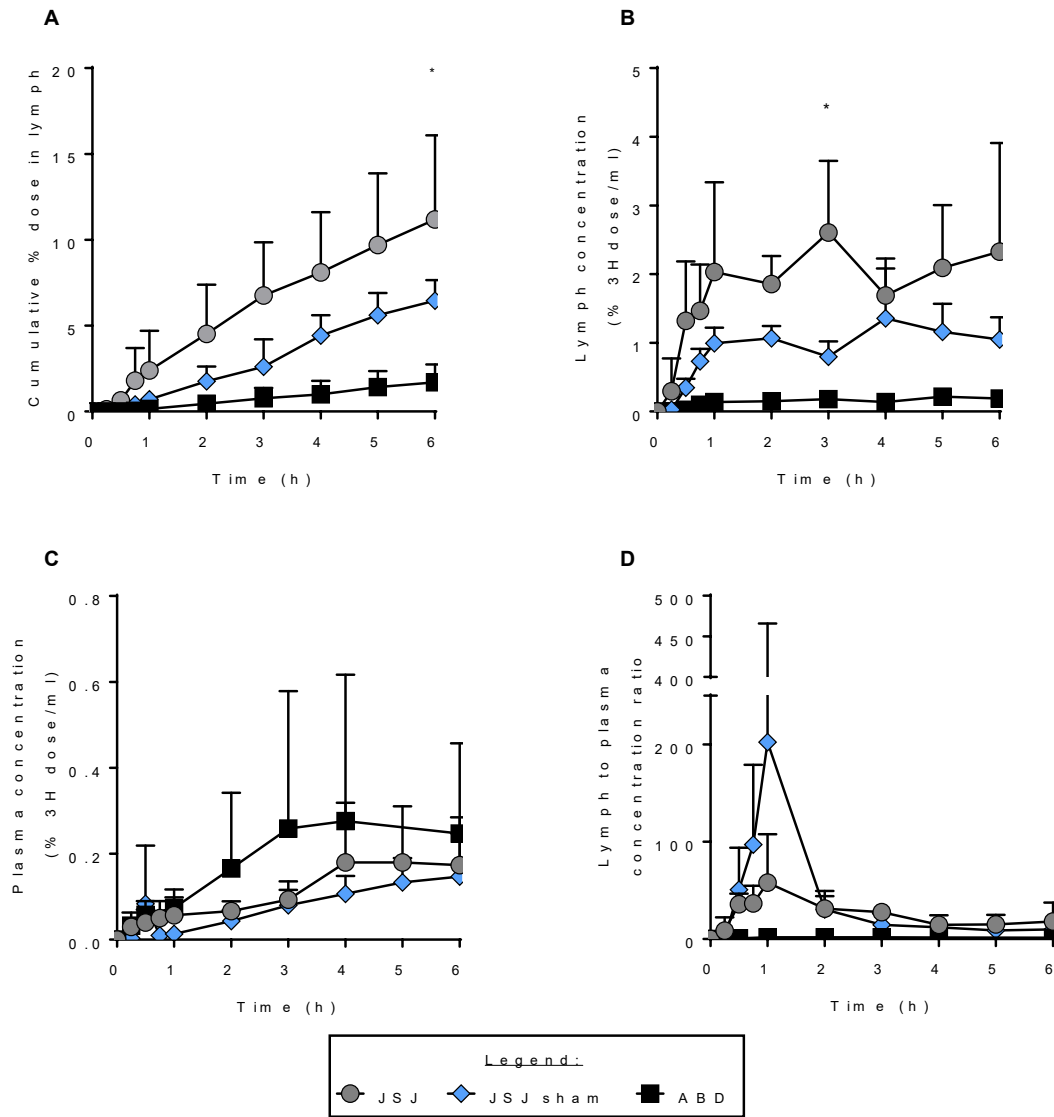 A
Cumulative % dose in lymph
20
*
15
10
5
0
0 1 2 3 4 5 6
Time (h)
B
Lymph concentration
(% 3Hdose/ml)
5
*
4
3
2
1
0
0 1 2 3 4 5 6
Time (h)
C
Plasma concentration
(% 3H dose/ml)
0.8
0.6
0.4
0.2
0.0
0 1 2 3 4 5 6
Time (h)
D
Lymph to plasma
concentration ratio
500
450
400
200
100
0
0 1 2 3 4 5 6
Time (h)
Legend:
JSJ JSJ sham ABD